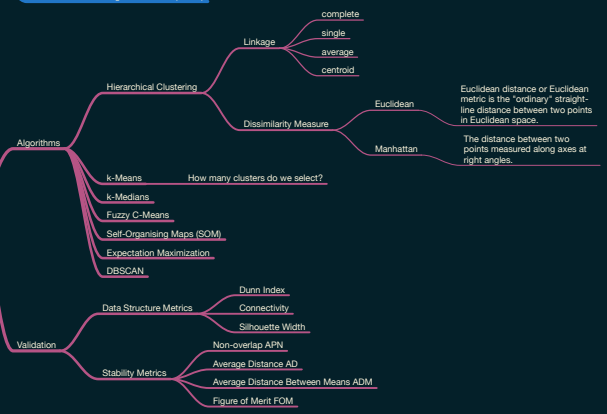 complete
single
Linkage
average
centroid
Hierarchical Clustering
Euclidean distance or Euclidean
metric is the "ordinary" straight-
line distance between two points
in Euclidean space.
Euclidean
Dissimilarity Measure
The distance between two
points measured along axes at
right angles.
Manhattan
Algorithms
k-Means
How many clusters do we select?
k-Medians
Fuzzy C-Means
Self-Organising Maps (SOM)
Expectation Maximization
DBSCAN
Dunn Index
Data Structure Metrics
Connectivity
Silhouette Width
Validation
Non-overlap APN
Average Distance AD
Stability Metrics
Average Distance Between Means ADM
Figure of Merit FOM